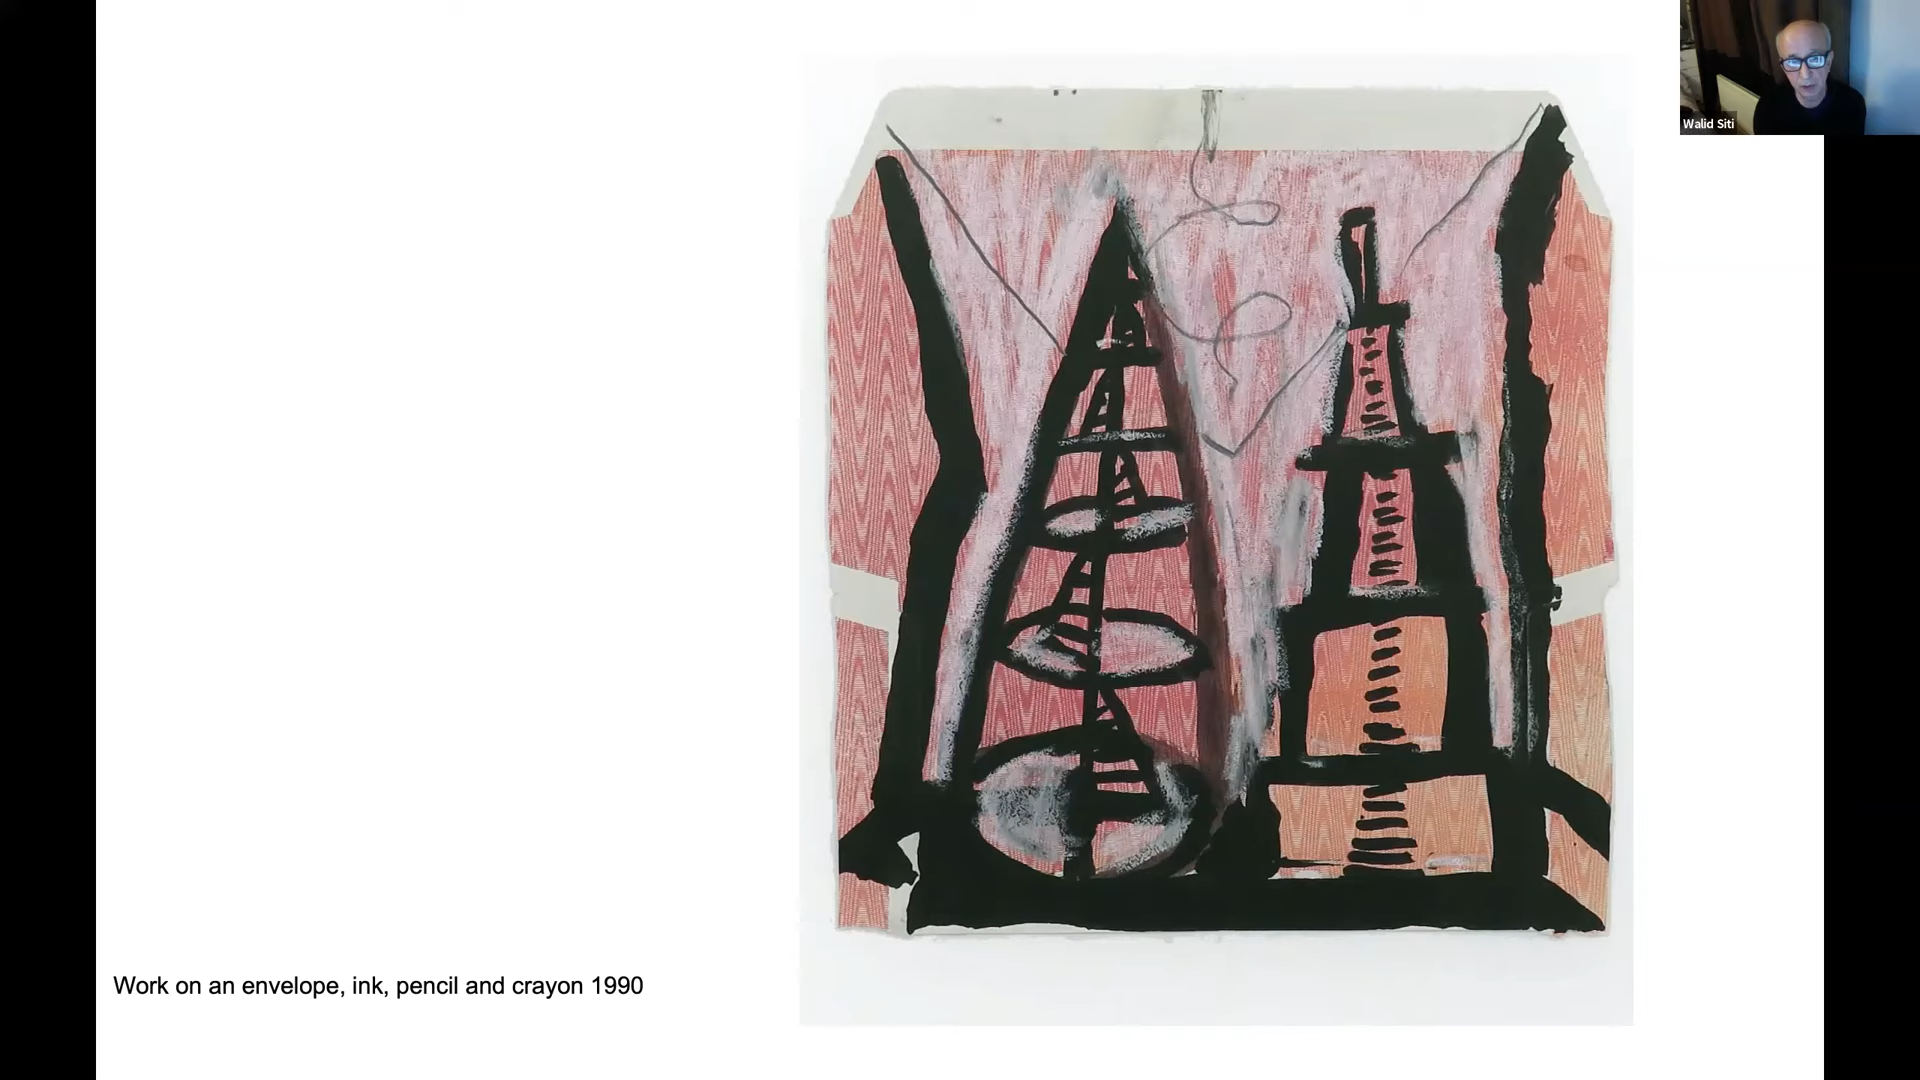 Walid Siti
Work on an envelope, ink, pencil and crayon 1990